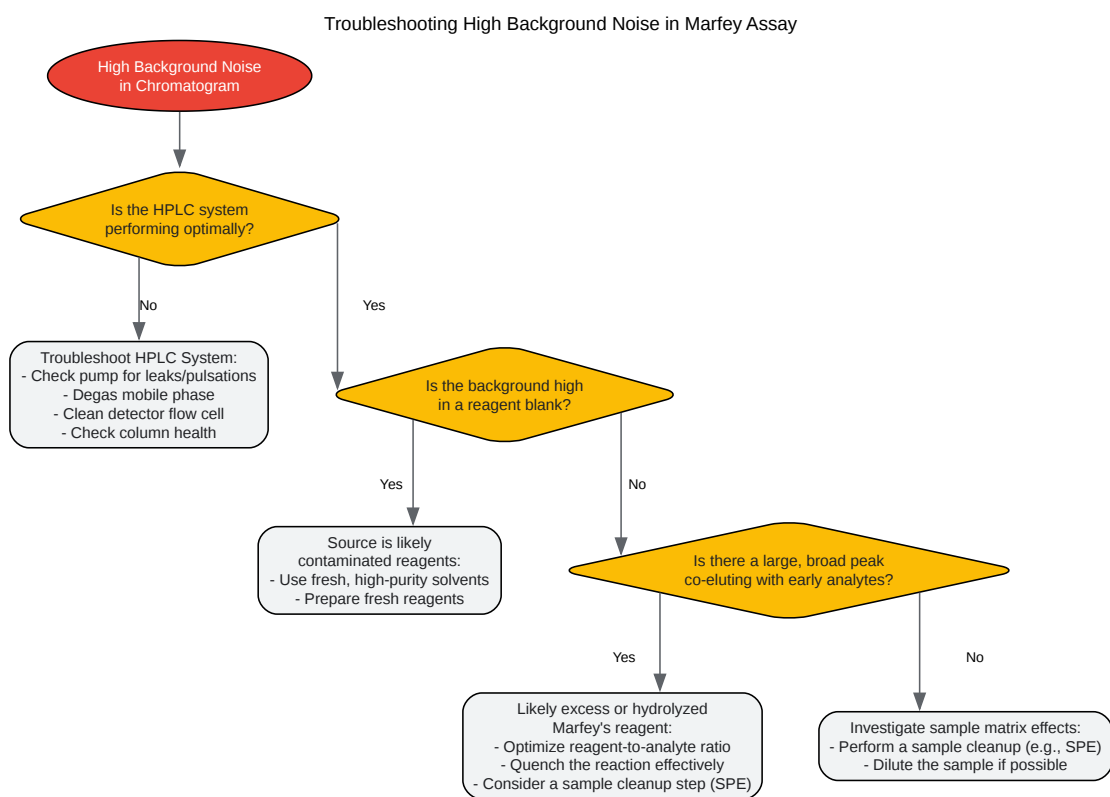 Troubleshooting High Background Noise in Marfey Assay
High Background Noise
in Chromatogram
Is the HPLC system
performing optimally?
No
Yes
Troubleshoot HPLC System:
- Check pump for leaks/pulsations
- Degas mobile phase
- Clean detector flow cell
- Check column health
Is the background high
in a reagent blank?
Yes
No
Source is likely
contaminated reagents:
- Use fresh, high-purity solvents
- Prepare fresh reagents
Is there a large, broad peak
co-eluting with early analytes?
Yes
No
Likely excess or hydrolyzed
Marfey's reagent:
- Optimize reagent-to-analyte ratio
- Quench the reaction effectively
- Consider a sample cleanup step (SPE)
Investigate sample matrix effects:
- Perform a sample cleanup (e.g., SPE)
- Dilute the sample if possible